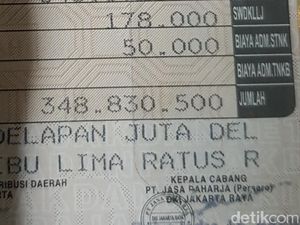 178.000 SWDKLLJ
50.000 BIAYA ADM.STNK
BIAYA ADM.TNKB
348.830.500 JUMLAH
DELAPAN JUTA DEL
IBU LIMA RATUS R
RIBUSI DAERAH
RTA
KEPALA CABANG
PT. JASA RAHARJA (Persero)
DKI JAKARTA RAYA
detikcom